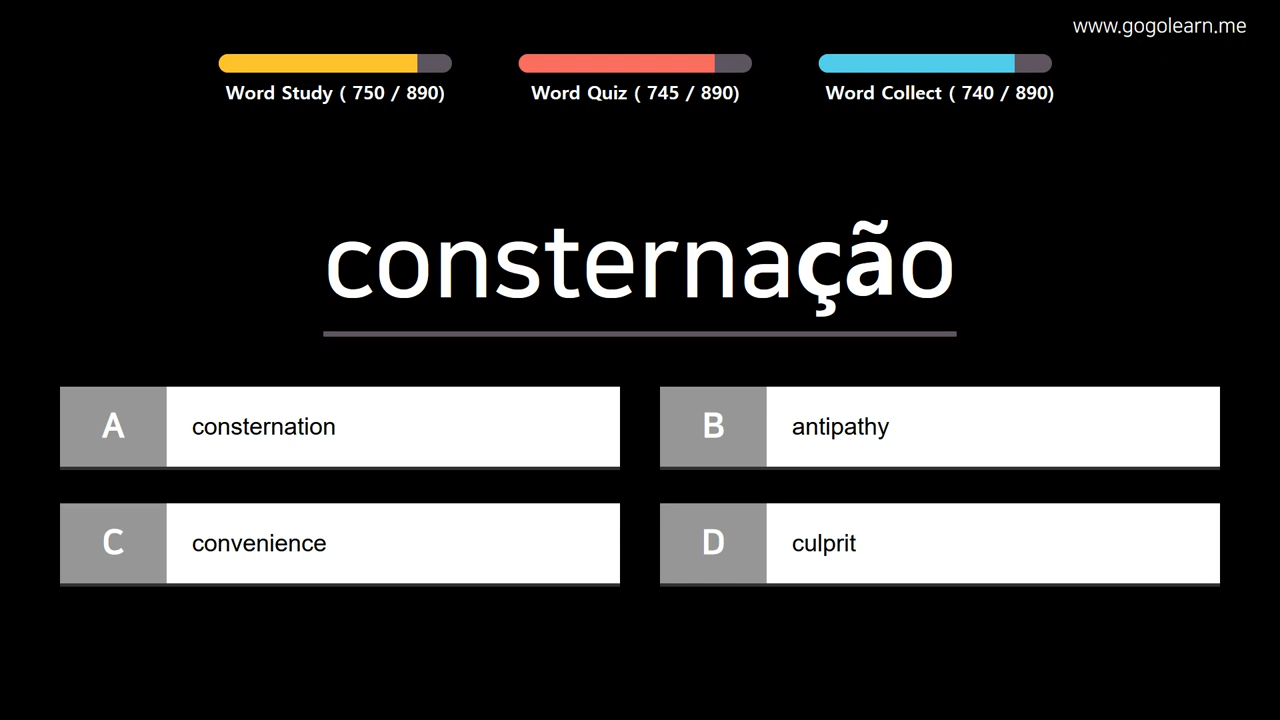 www.gogolearn.me
Word Study ( 750 / 890)
Word Quiz ( 745 / 890)
Word Collect ( 740 / 890)
consternação
A consternation
B antipathy
C convenience
D culprit